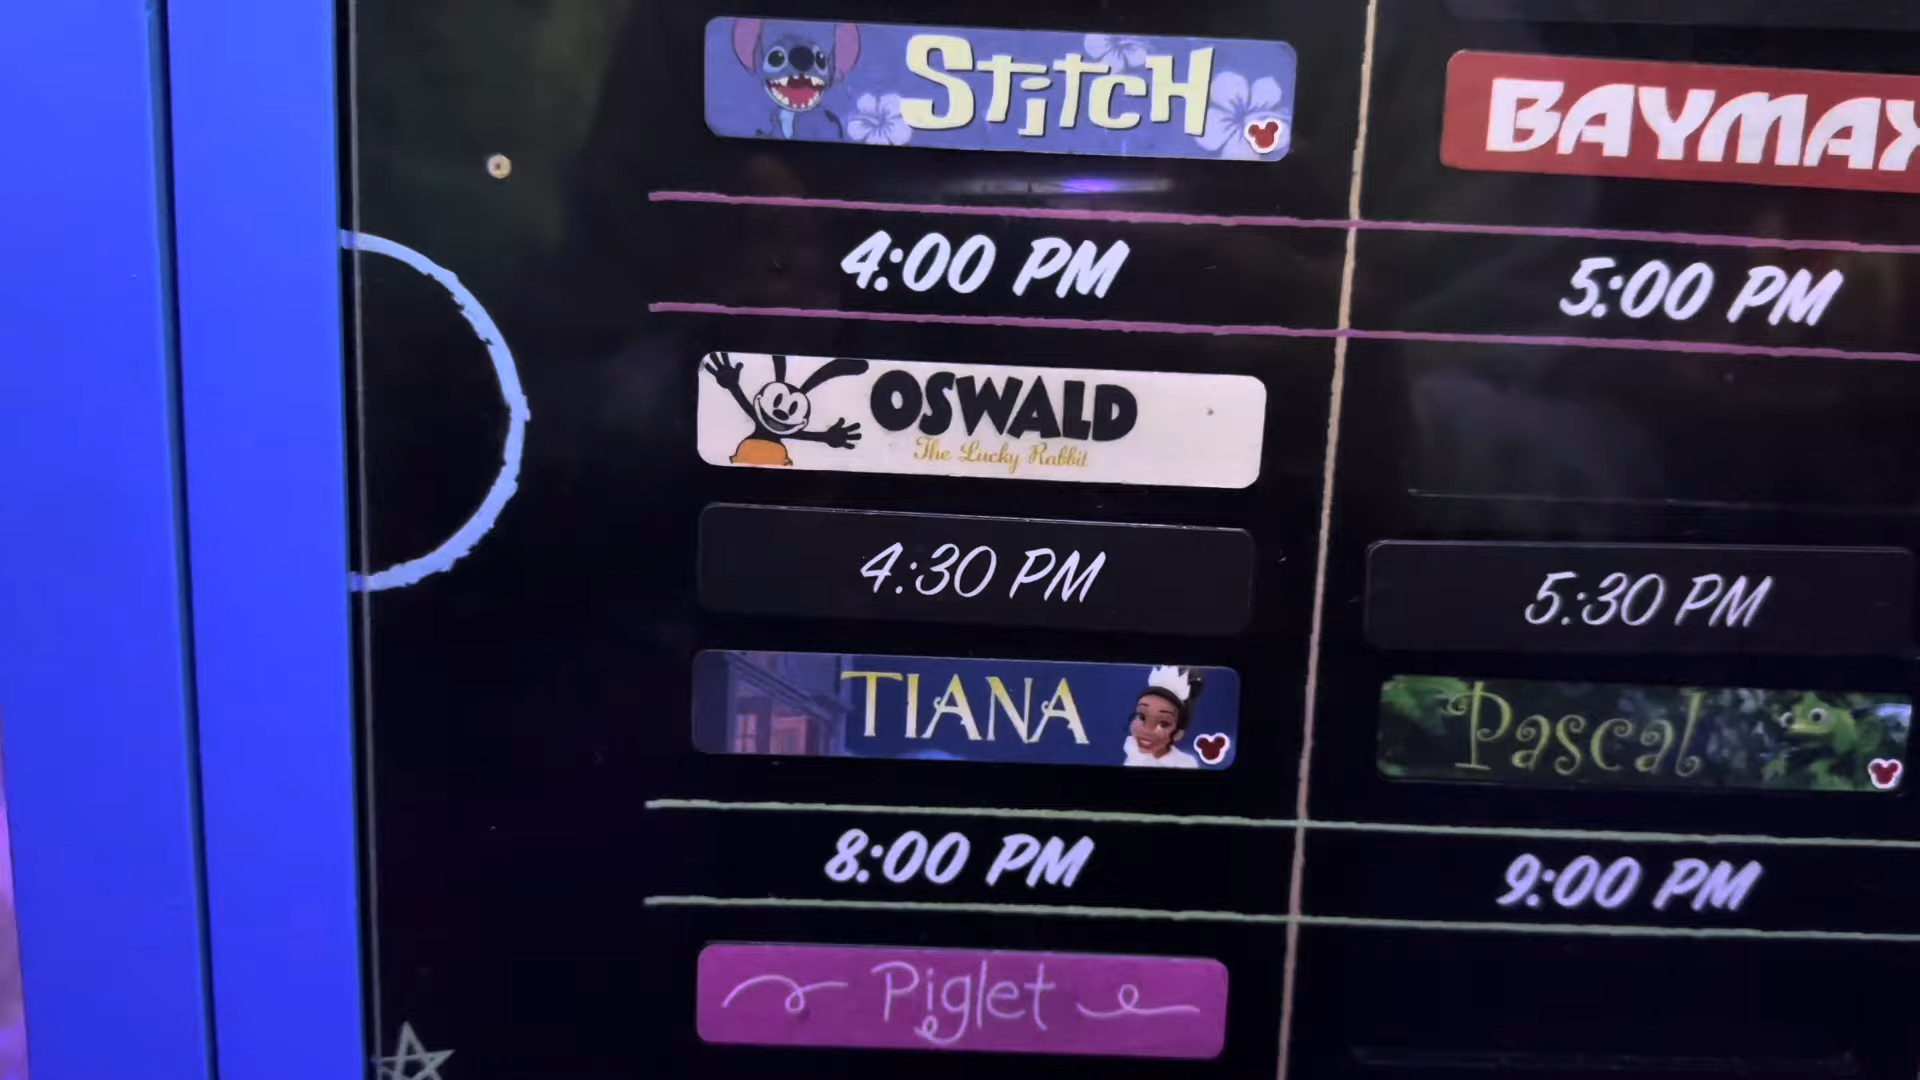 STITCH
BAYMAX
4:00 PM
5:00 PM
OSWALD
The Lucky Rabbit
4:30 PM
5:30 PM
TIANA
Pascal
8:00 PM
9:00 PM
Piglet